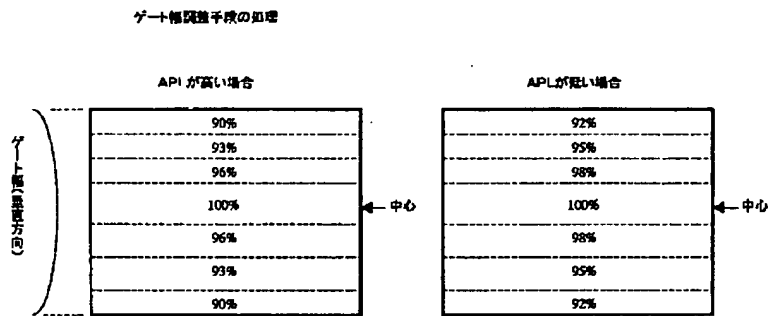 ゲート幅調整手段の処理
APLが高い場合
APLが低い場合
90%
93%
96%
100%
96%
93%
90%
中心
92%
95%
98%
100%
98%
95%
92%
中心
ゲート幅(垂直方向)